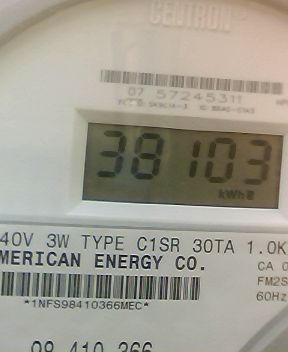 CENTRON®
07 57245311
38103
kWh
40V 3W TYPE C1SR 30TA 1.0K
MERICAN ENERGY CO.
CA 0
FM2S
*1NFS98410366MEC*
60Hz
98 410 366